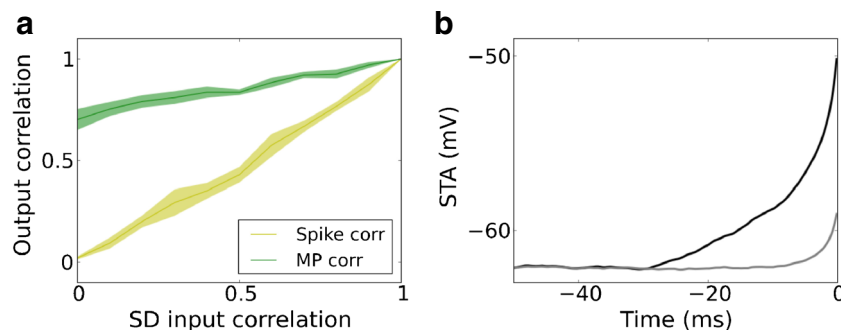 a
Output correlation
1
0.5
0
Spike corr
MP corr
0
0.5
1
SD input correlation
b
STA (mV)
−50
−60
−40
−20
0
Time (ms)